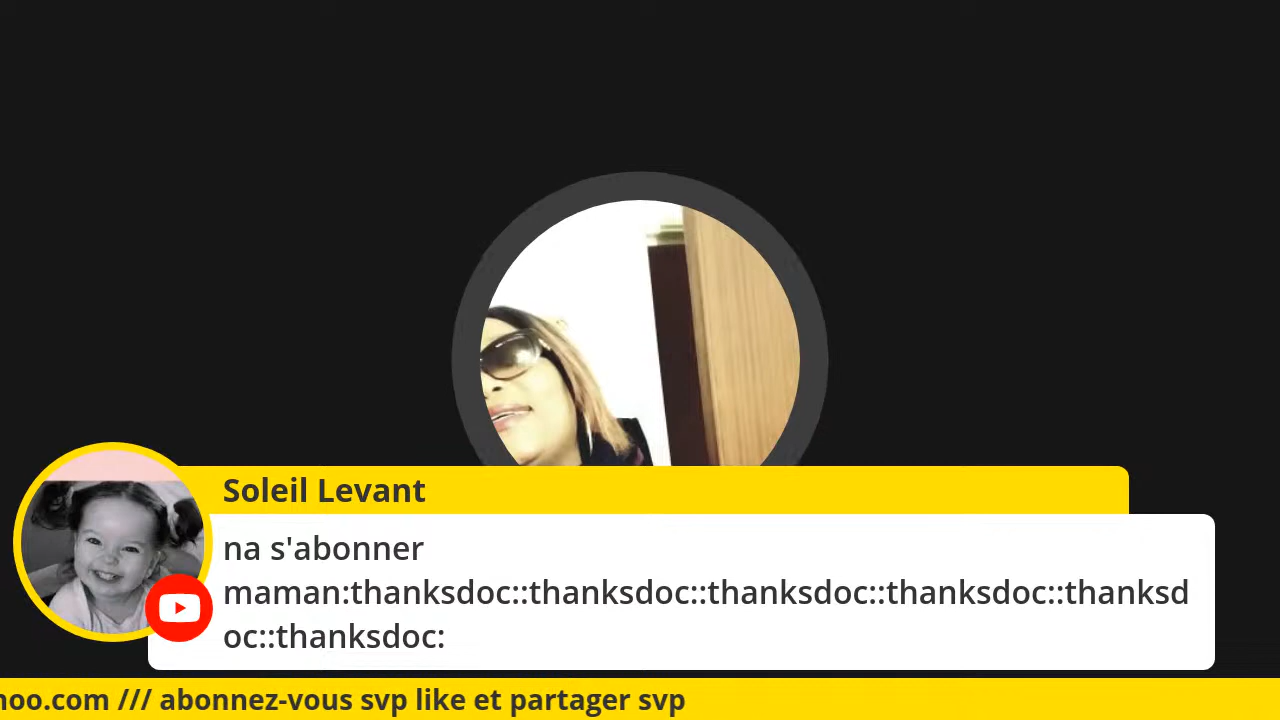 Soleil Levant
na s'abonner
maman:thanksdoc::thanksdoc::thanksdoc::thanksdoc::thanksd
oc::thanksdoc:
hoo.com /// abonnez-vous svp like et partager svp